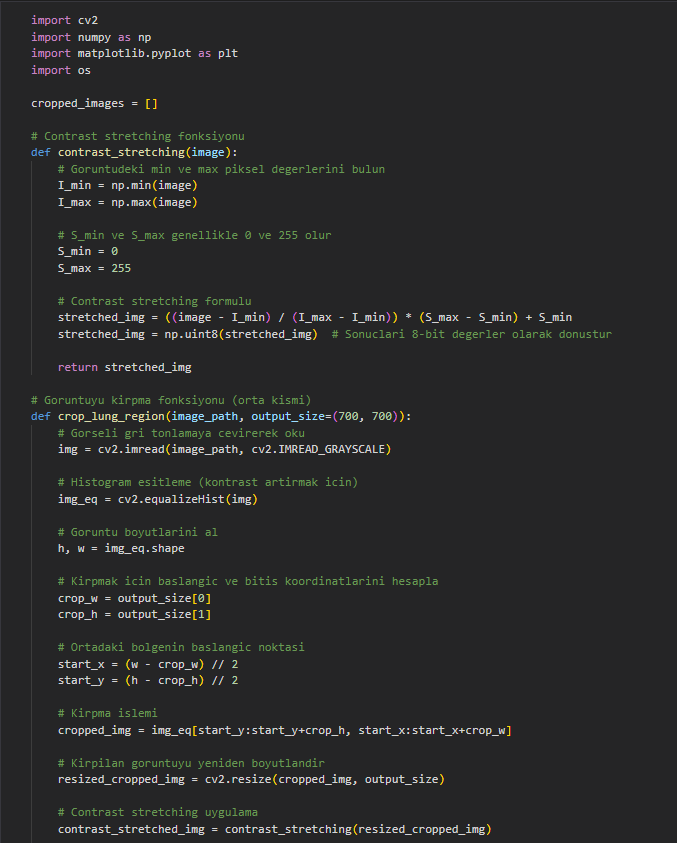 import cv2
import numpy as np
import matplotlib.pyplot as plt
import os
cropped_images = []
# Contrast stretching fonksiyonu
def contrast_stretching(image):
# Goruntudeki min ve max piksel degerlerini bulun
I_min = np.min(image)
I_max = np.max(image)
# S_min ve S_max genellikle 0 ve 255 olur
S_min = 0
S_max = 255
# Contrast stretching formulu
stretched_img = ((image - I_min) / (I_max - I_min)) * (S_max - S_min) + S_min
stretched_img = np.uint8(stretched_img)  # Sonuclari 8-bit degerler olarak donustur
return stretched_img
# Goruntuyu kirpma fonksiyonu (orta kismi)
def crop_lung_region(image_path, output_size=(700, 700)):
# Gorseli gri tonlamaya cevirerek oku
img = cv2.imread(image_path, cv2.IMREAD_GRAYSCALE)
# Histogram esitleme (kontrast artirmak icin)
img_eq = cv2.equalizeHist(img)
# Goruntu boyutlarini al
h, w = img_eq.shape
# Kirpmak icin baslangic ve bitis koordinatlarini hesapla
crop_w = output_size[0]
crop_h = output_size[1]
# Ortadaki bolgenin baslangic noktasi
start_x = (w - crop_w) // 2
start_y = (h - crop_h) // 2
# Kirpma islemi
cropped_img = img_eq[start_y:start_y+crop_h, start_x:start_x+crop_w]
# Kirpilan goruntuyu yeniden boyutlandir
resized_cropped_img = cv2.resize(cropped_img, output_size)
# Contrast stretching uygulama
contrast_stretched_img = contrast_stretching(resized_cropped_img)